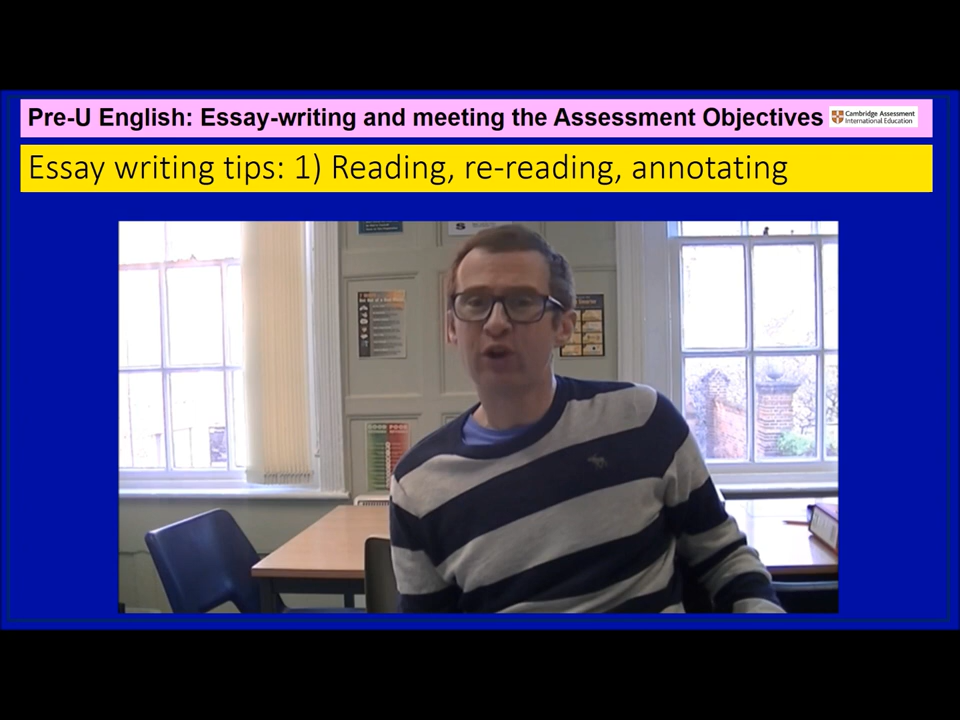 Pre-U English: Essay-writing and meeting the Assessment Objectives
Cambridge Assessment
International Education
Essay writing tips: 1) Reading, re-reading, annotating